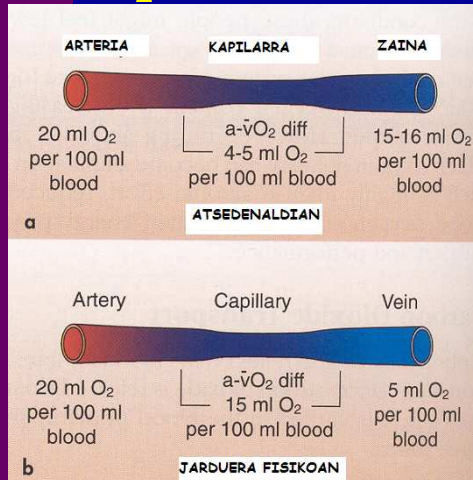 ARTERIA KAPILARRA ZAINA
20 ml O₂
per 100 ml
blood
a-v̄O₂ diff
4-5 ml O₂
per 100 ml blood
15-16 ml O₂
per 100 ml
blood
ATSEDENALDIAN
a
Artery Capillary Vein
20 ml O₂
per 100 ml
blood
a-v̄O₂ diff
15 ml O₂
per 100 ml blood
5 ml O₂
per 100 ml
blood
b
JARDUERA FISIKOAN